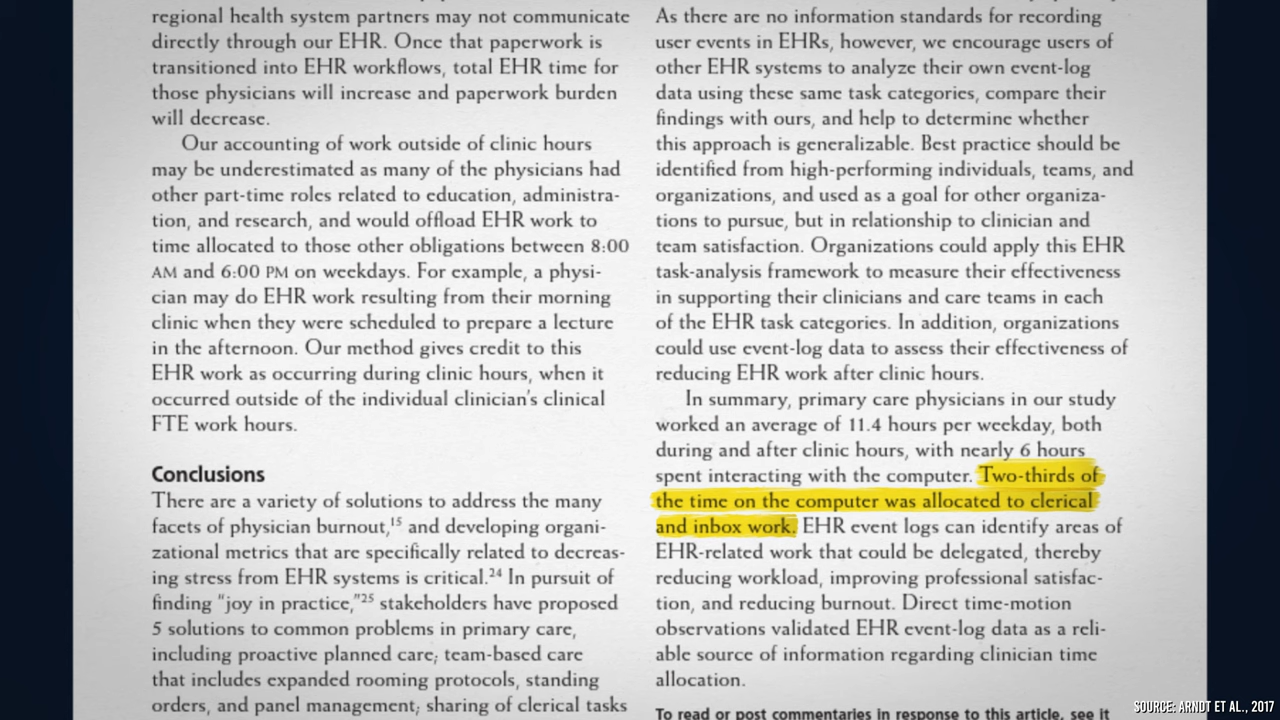 regional health system partners may not communicate
directly through our EHR. Once that paperwork is
transitioned into EHR workflows, total EHR time for
those physicians will increase and paperwork burden
will decrease.
Our accounting of work outside of clinic hours
may be underestimated as many of the physicians had
other part-time roles related to education, administra-
tion, and research, and would offload EHR work to
time allocated to those other obligations between 8:00
AM and 6:00 PM on weekdays. For example, a physi-
cian may do EHR work resulting from their morning
clinic when they were scheduled to prepare a lecture
in the afternoon. Our method gives credit to this
EHR work as occurring during clinic hours, when it
occurred outside of the individual clinician's clinical
FTE work hours.
Conclusions
There are a variety of solutions to address the many
facets of physician burnout,15 and developing organi-
zational metrics that are specifically related to decreas-
ing stress from EHR systems is critical.24 In pursuit of
finding "joy in practice,"25 stakeholders have proposed
5 solutions to common problems in primary care,
including proactive planned care; team-based care
that includes expanded rooming protocols, standing
orders, and panel management; sharing of clerical tasks
As there are no information standards for recording
user events in EHRs, however, we encourage users of
other EHR systems to analyze their own event-log
data using these same task categories, compare their
findings with ours, and help to determine whether
this approach is generalizable. Best practice should be
identified from high-performing individuals, teams, and
organizations, and used as a goal for other organiza-
tions to pursue, but in relationship to clinician and
team satisfaction. Organizations could apply this EHR
task-analysis framework to measure their effectiveness
in supporting their clinicians and care teams in each
of the EHR task categories. In addition, organizations
could use event-log data to assess their effectiveness of
reducing EHR work after clinic hours.
In summary, primary care physicians in our study
worked an average of 11.4 hours per weekday, both
during and after clinic hours, with nearly 6 hours
spent interacting with the computer. Two-thirds of
the time on the computer was allocated to clerical
and inbox work. EHR event logs can identify areas of
EHR-related work that could be delegated, thereby
reducing workload, improving professional satisfac-
tion, and reducing burnout. Direct time-motion
observations validated EHR event-log data as a reli-
able source of information regarding clinician time
allocation.
To read or post commentaries in response to this article, see it
SOURCE: ARNDT ET AL., 2017